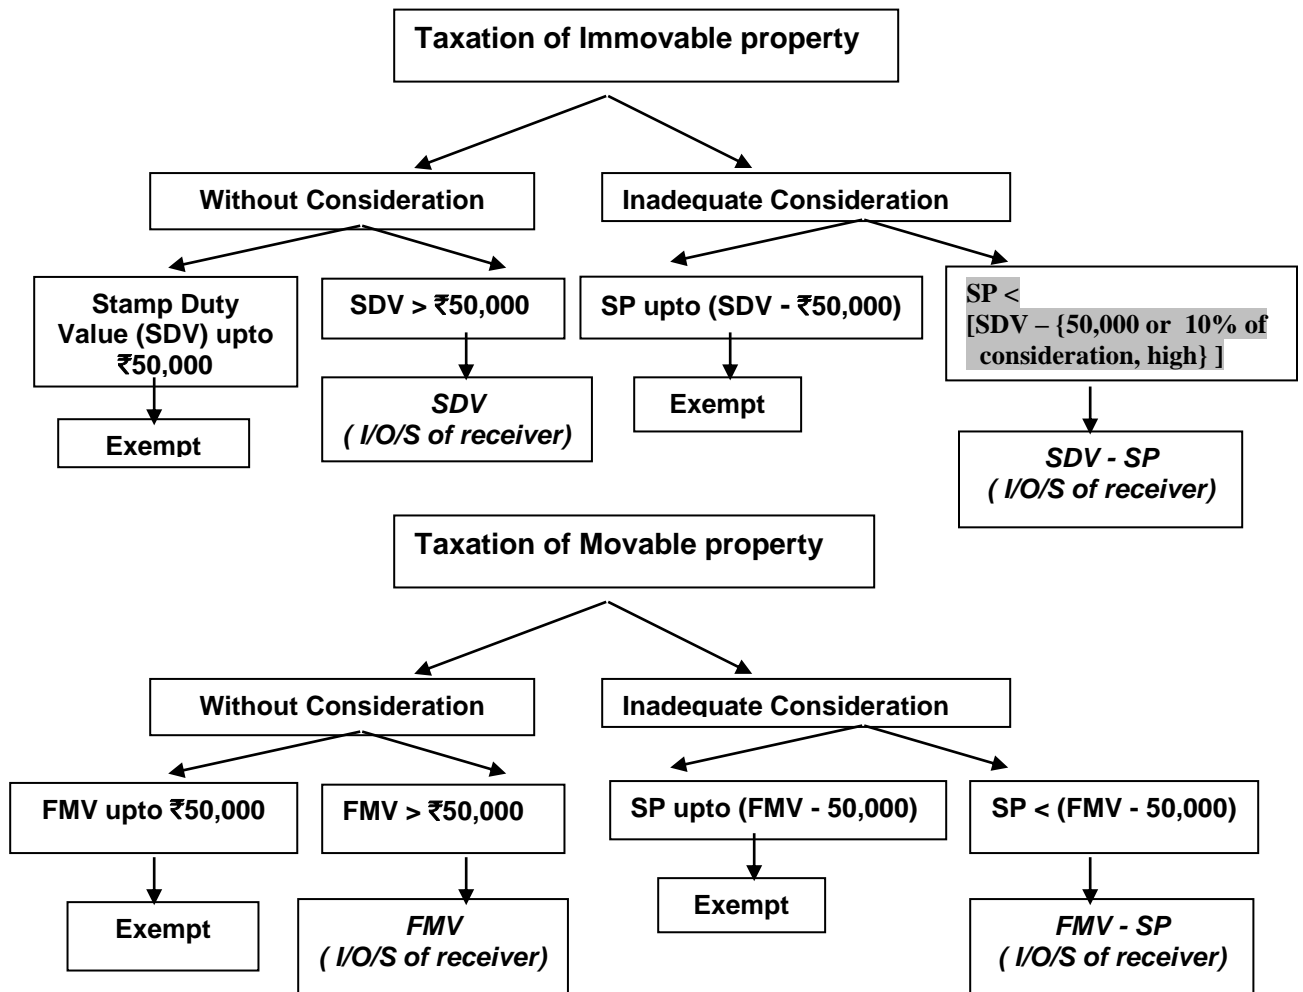 Taxation of Immovable property
Without Consideration
Inadequate Consideration
Stamp Duty
Value (SDV) upto
₹50,000
SDV > ₹50,000
SP upto (SDV - ₹50,000)
SP <
[SDV – {50,000 or 10% of
consideration, high} ]
Exempt
SDV
( I/O/S of receiver)
Exempt
SDV - SP
( I/O/S of receiver)
Taxation of Movable property
Without Consideration
Inadequate Consideration
FMV upto ₹50,000
FMV > ₹50,000
SP upto (FMV - 50,000)
SP < (FMV - 50,000)
Exempt
FMV
( I/O/S of receiver)
Exempt
FMV - SP
( I/O/S of receiver)